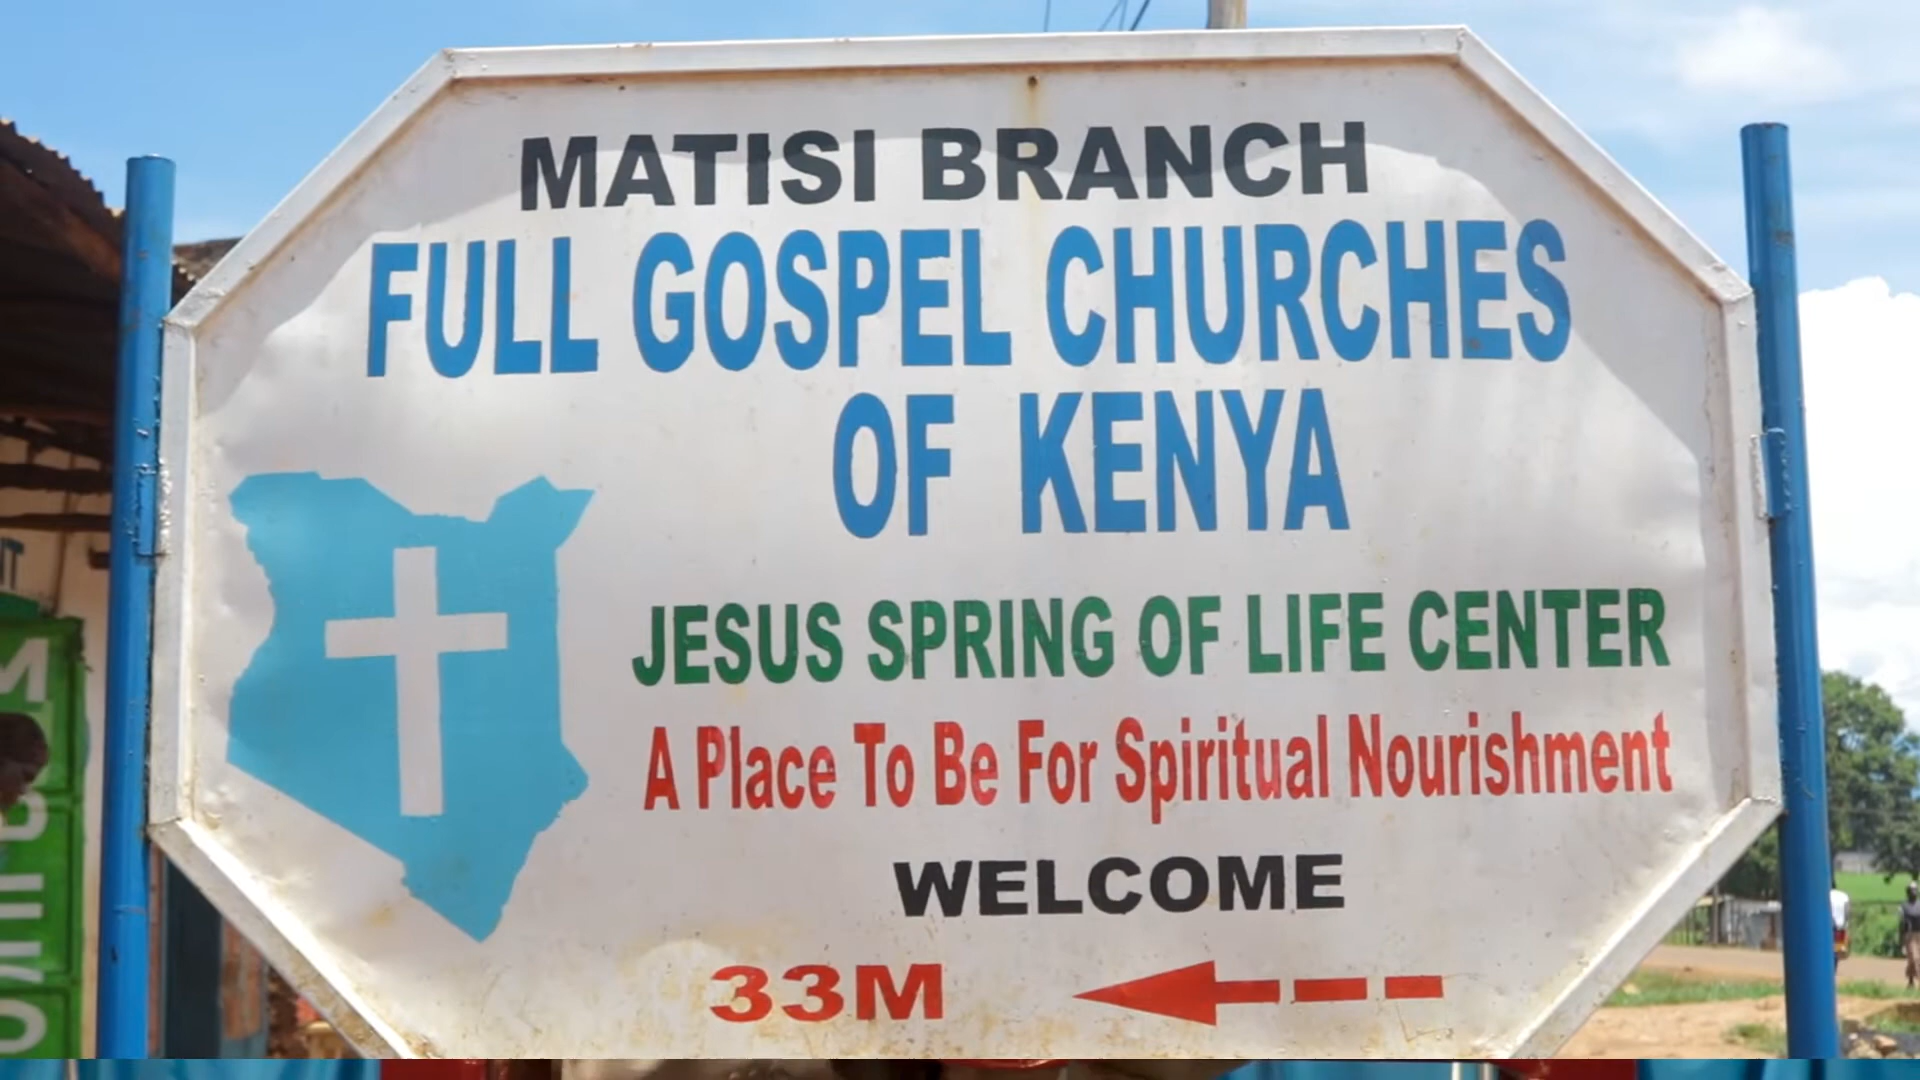 MATISI BRANCH
FULL GOSPEL CHURCHES
OF KENYA
JESUS SPRING OF LIFE CENTER
A Place To Be For Spiritual Nourishment
WELCOME
33M